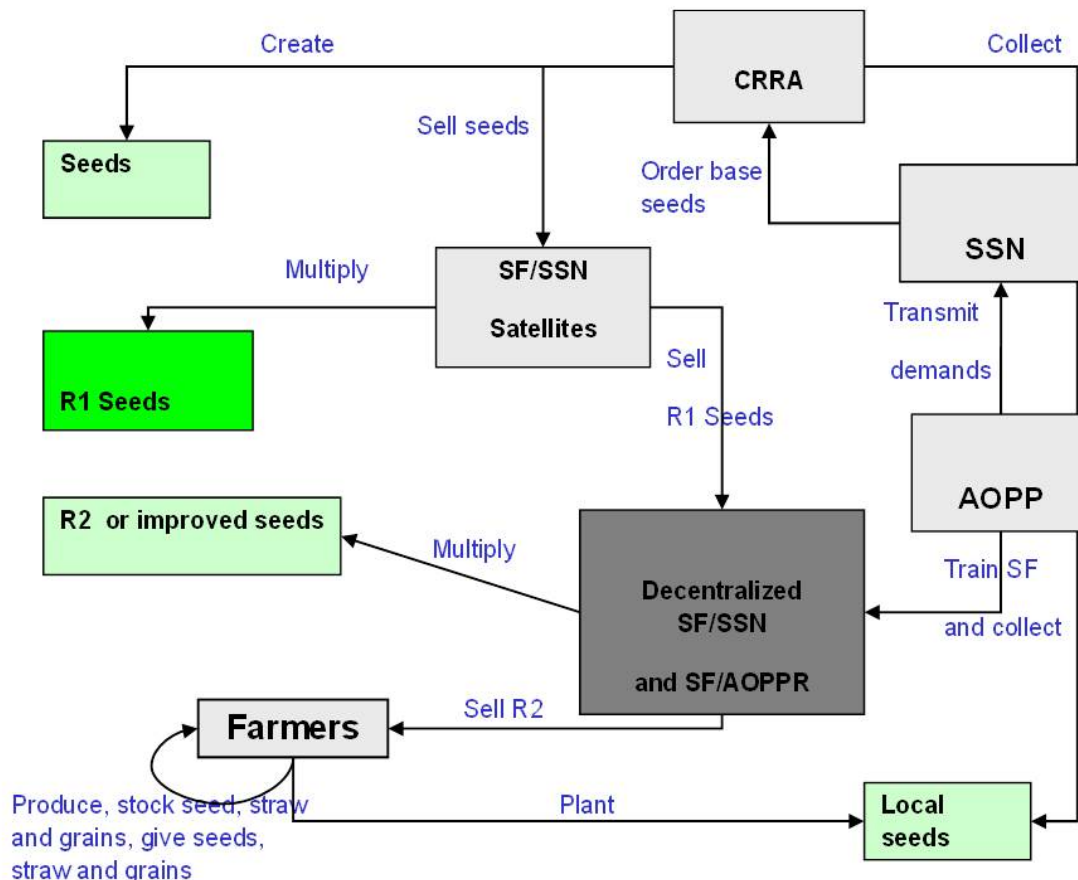 Create
Collect
CRRA
Sell seeds
Seeds
Order base
seeds
SSN
Multiply
SF/SSN
Satellites
Transmit
demands
Sell
R1 Seeds
R1 Seeds
AOPP
R2 or improved seeds
Multiply
Decentralized
SF/SSN
and SF/AOPPR
Train SF
and collect
Sell R2
Farmers
Produce, stock seed, straw
and grains, give seeds,
straw and grains
Plant
Local
seeds